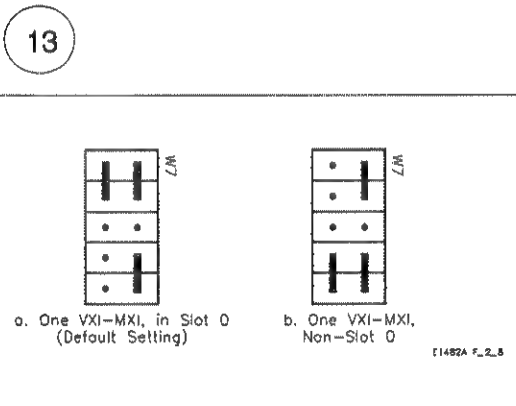 13
W7
W7
a. One VXI-MXI, in Slot 0
(Default Setting)
b. One VXI-MXI,
Non-Slot 0
E1482A F_2_8